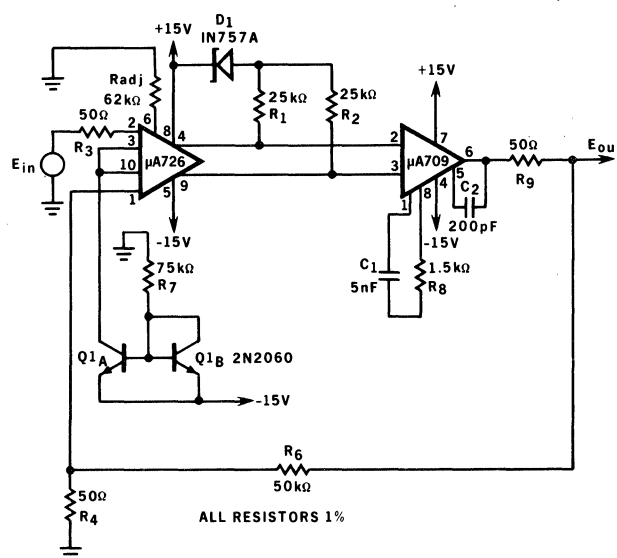 D1
IN757A
+15V
+15V
Radj
62kΩ
25kΩ
R1
25kΩ
R2
50Ω
R3
Ein
2
3
10
1
6
8
4
5
9
µA726
-15V
2
3
7
6
5
4
8
1
µA709
-15V
C2
200pF
50Ω
R9
Eou
C1
5nF
1.5kΩ
R8
75kΩ
R7
Q1A
Q1B 2N2060
-15V
R6
50kΩ
50Ω
R4
ALL RESISTORS 1%